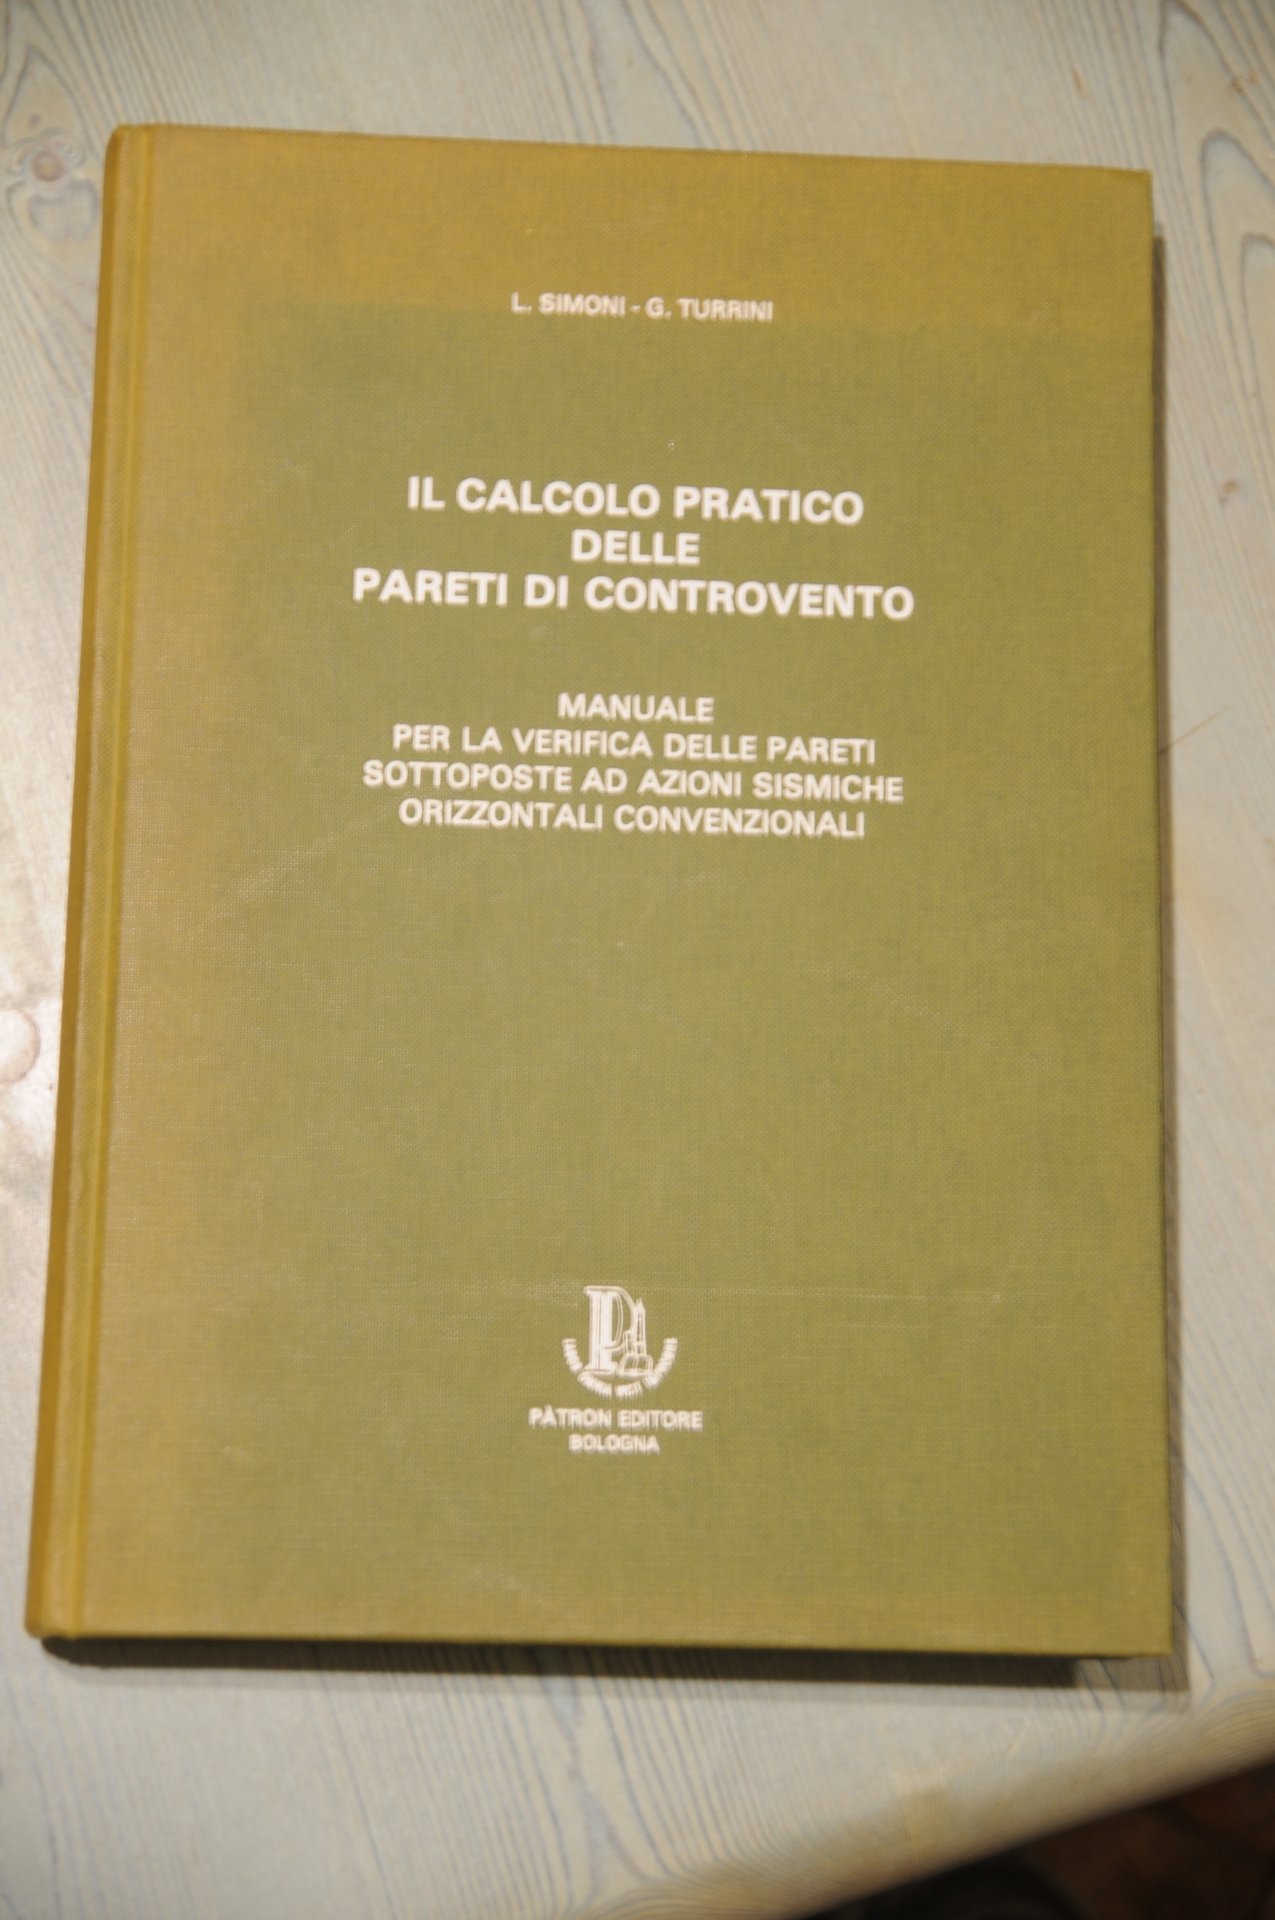 L. SIMONI - G. TURRINI
IL CALCOLO PRATICO
DELLE
PARETI DI CONTROVENTO
MANUALE
PER LA VERIFICA DELLE PARETI
SOTTOPOSTE AD AZIONI SISMICHE
ORIZZONTALI CONVENZIONALI
P
PÀTRON EDITORE
BOLOGNA